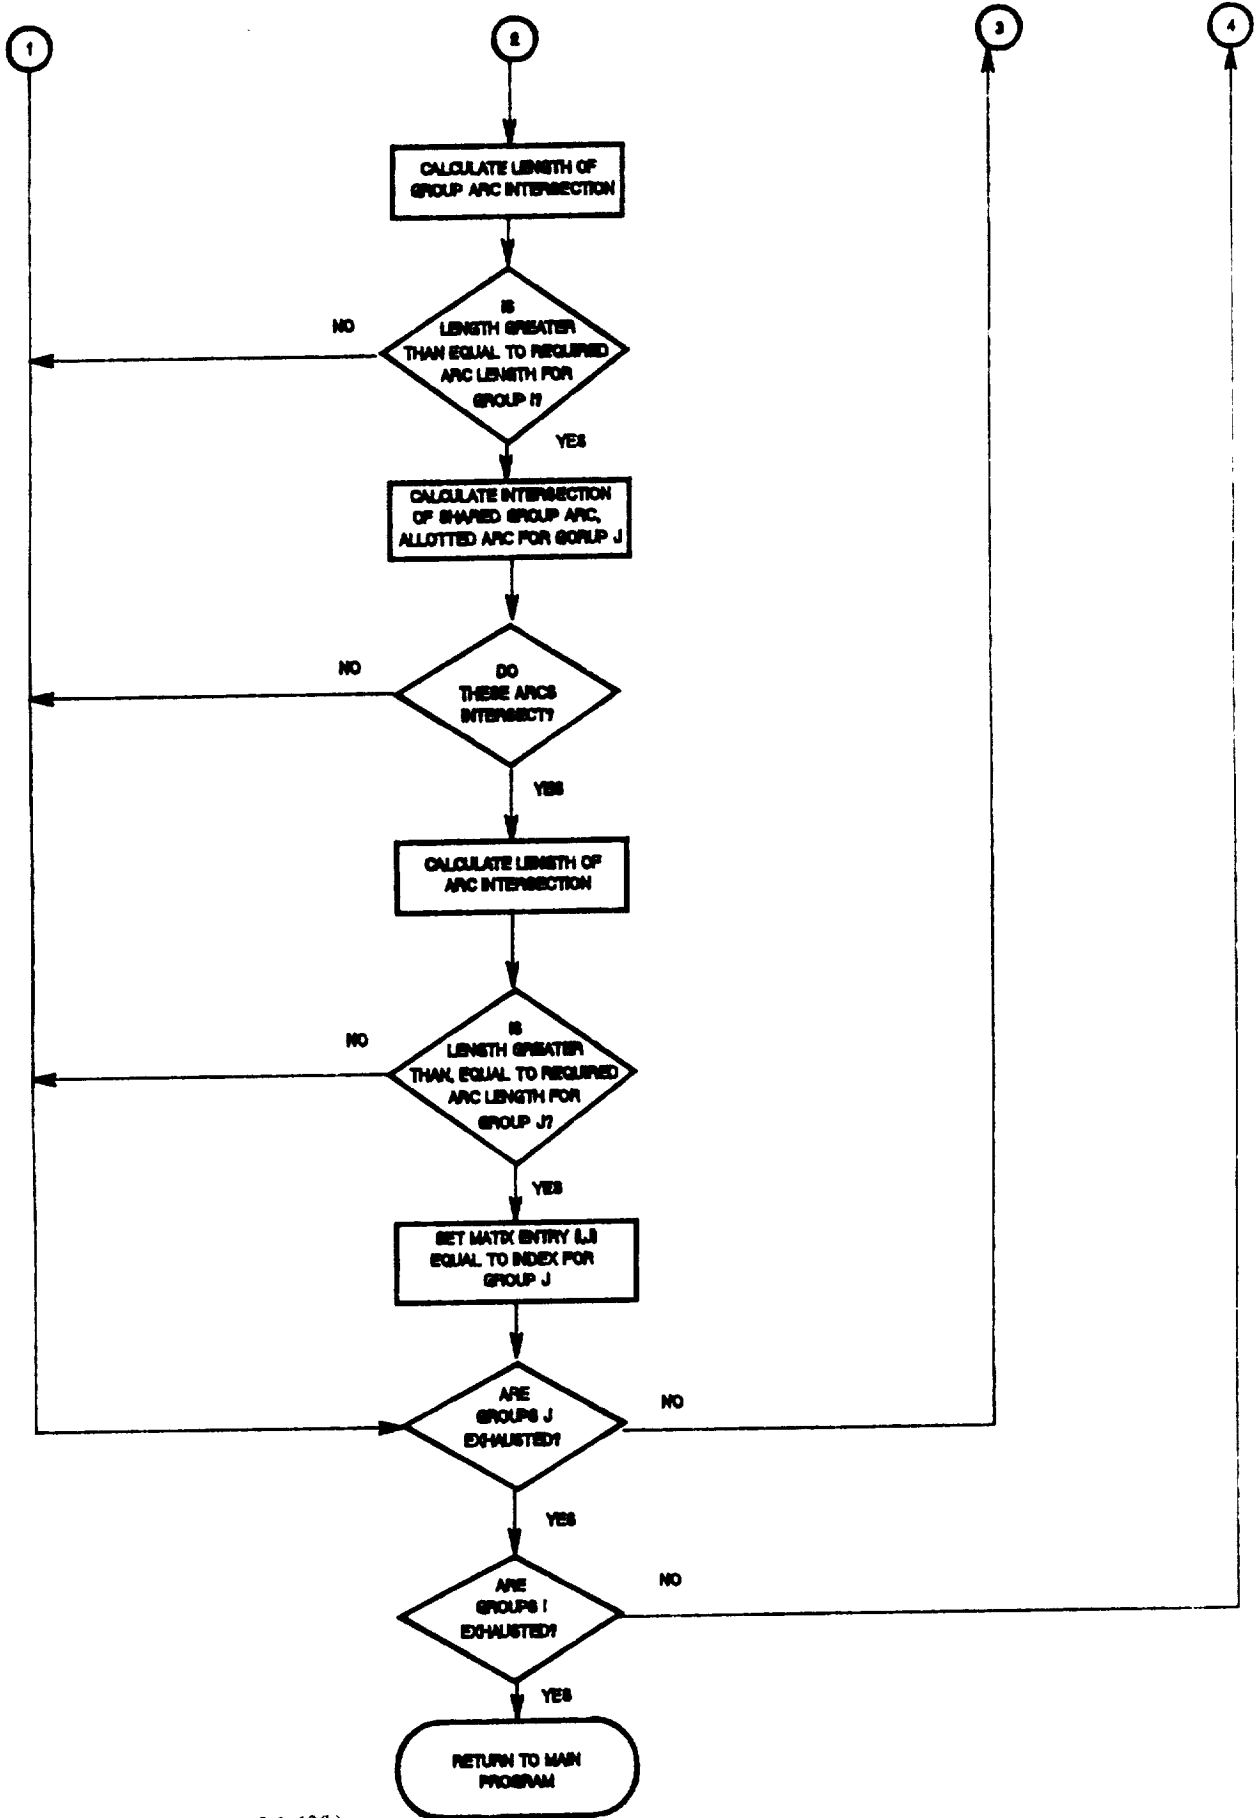 1
2
3
4
CALCULATE LENGTH OF
GROUP ARC INTERSECTION
IS
LENGTH GREATER
THAN EQUAL TO REQUIRED
ARC LENGTH FOR
GROUP I?
NO
YES
CALCULATE INTERSECTION
OF SHARED GROUP ARC,
ALLOTTED ARC FOR GORUP J
DO
THESE ARCS
INTERSECT?
NO
YES
CALCULATE LENGTH OF
ARC INTERSECTION
IS
LENGTH GREATER
THAN, EQUAL TO REQUIRED
ARC LENGTH FOR
GROUP J?
NO
YES
SET MATIX ENTRY (I,J)
EQUAL TO INDEX FOR
GROUP J
ARE
GROUPS J
EXHAUSTED?
NO
YES
ARE
GROUPS I
EXHAUSTED?
NO
YES
RETURN TO MAIN
PROGRAM